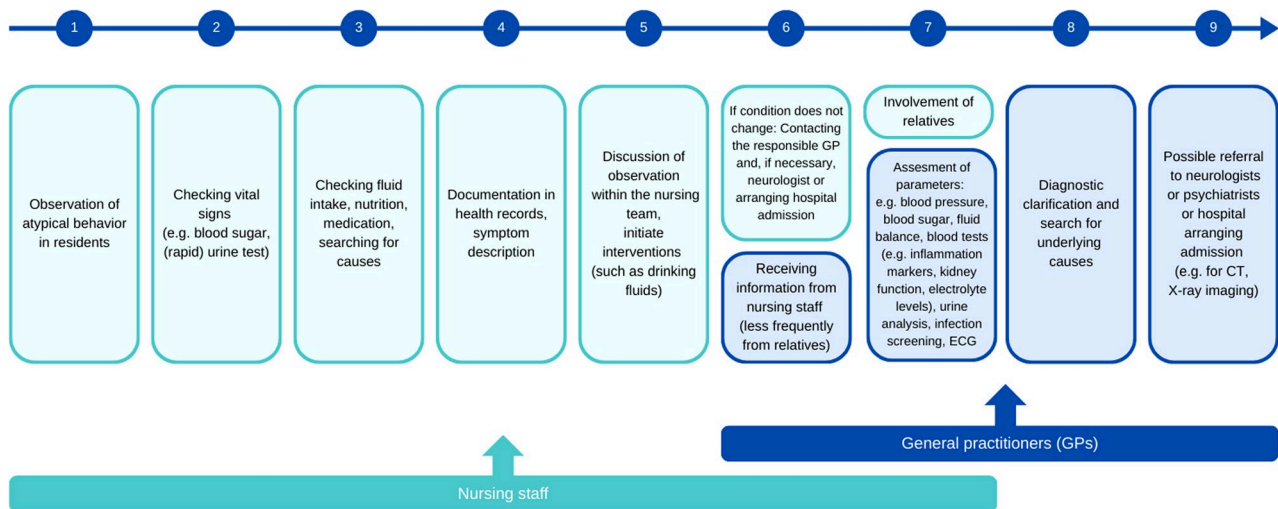 1
2
3
4
5
6
7
8
9
Observation of
atypical behavior
in residents
Checking vital
signs
(e.g. blood sugar,
(rapid) urine test)
Checking fluid
intake, nutrition,
medication,
searching for
causes
Documentation in
health records,
symptom
description
Discussion of
observation
within the nursing
team,
initiate
interventions
(such as drinking
fluids)
If condition does not
change: Contacting
the responsible GP
and, if necessary,
neurologist or
arranging hospital
admission
Receiving
information from
nursing staff
(less frequently
from relatives)
Involvement of
relatives
Assesment of
parameters:
e.g. blood pressure,
blood sugar, fluid
balance, blood tests
(e.g. inflammation
markers, kidney
function, electrolyte
levels), urine
analysis, infection
screening, ECG
Diagnostic
clarification and
search for
underlying
causes
Possible referral
to neurologists
or psychiatrists
or hospital
arranging
admission
(e.g. for CT,
X-ray imaging)
General practitioners (GPs)
Nursing staff